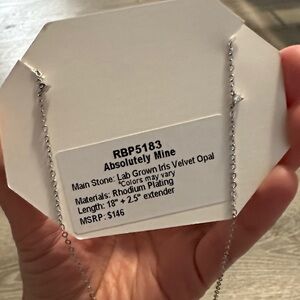 RBP5183
Absolutely Mine
Main Stone: Lab Grown Iris Velvet Opal
*Colors may vary
Materials: Rhodium Plating
Length: 18" + 2.5" extender
MSRP: $146